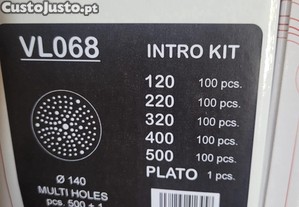 CustoJusto.pt
VL068
INTRO KIT
120 100 pcs.
220 100 pcs.
320 100 pcs.
400 100 pcs.
500 100 pcs.
PLATO 1 pcs.
Ø 140
MULTI HOLES
pcs. 500 + 1